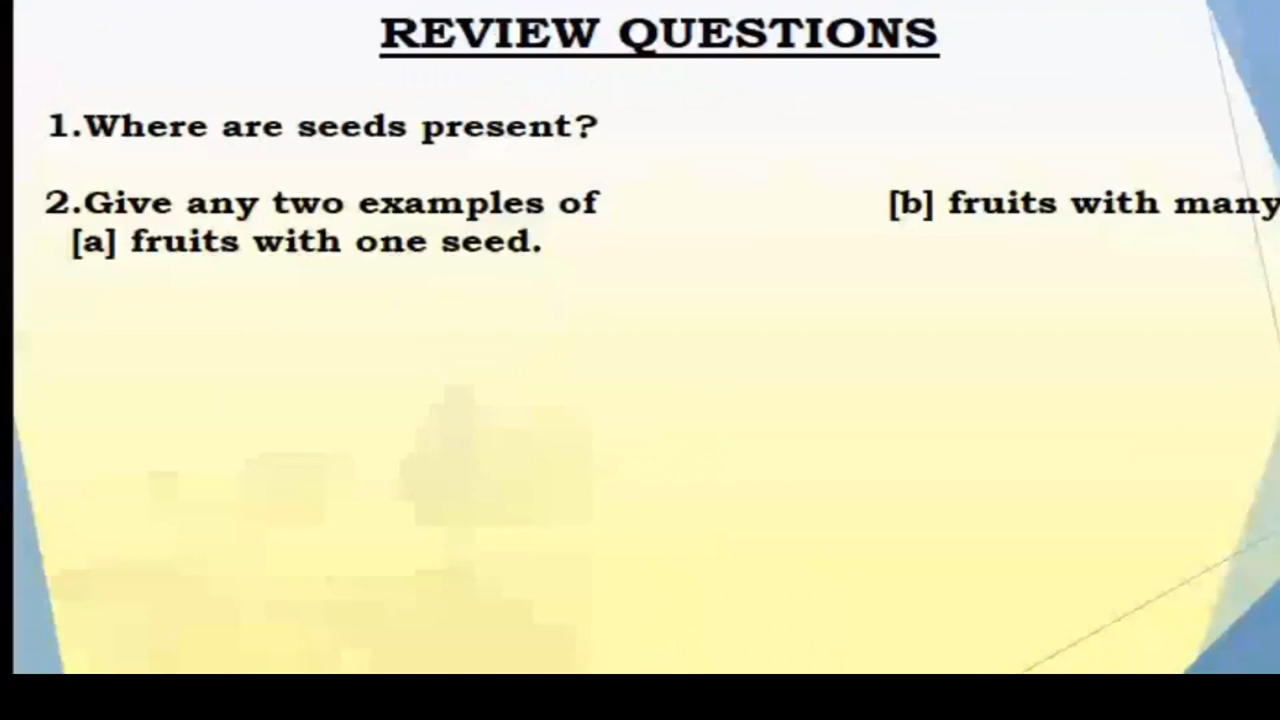 REVIEW QUESTIONS
1.Where are seeds present?
2.Give any two examples of
[a] fruits with one seed.
[b] fruits with many